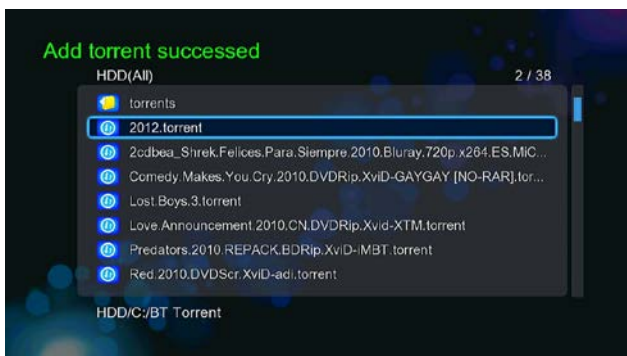 Add torrent successed
HDD(All) 2 / 38
torrents
2012.torrent
2cdbea_Shrek.Felices.Para.Siempre.2010.Bluray.720p.x264.ES.MiC...
Comedy.Makes.You.Cry.2010.DVDRip.XviD-GAYGAY [NO-RAR].tor...
Lost.Boys.3.torrent
Love.Announcement.2010.CN.DVDRip.Xvid-XTM.torrent
Predators.2010.REPACK.BDRip.XviD-iMBT.torrent
Red.2010.DVDScr.XviD-adi.torrent
HDD/C:/BT Torrent